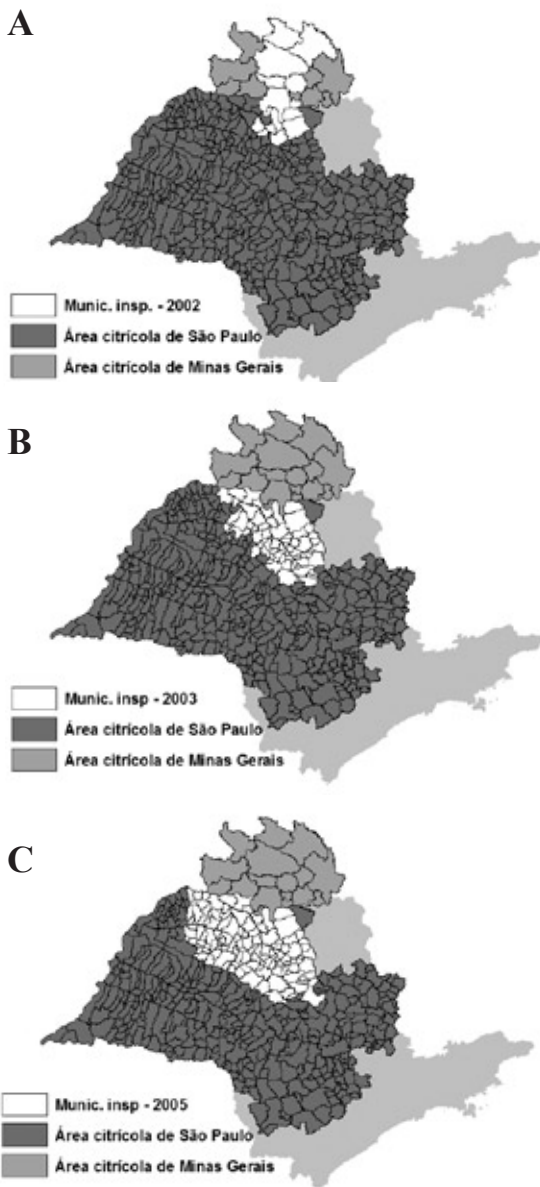 A
Munic. insp. - 2002
Área citrícola de São Paulo
Área citrícola de Minas Gerais
B
Munic. insp - 2003
Área citrícola de São Paulo
Área citrícola de Minas Gerais
C
Munic. insp - 2005
Área citrícola de São Paulo
Área citrícola de Minas Gerais